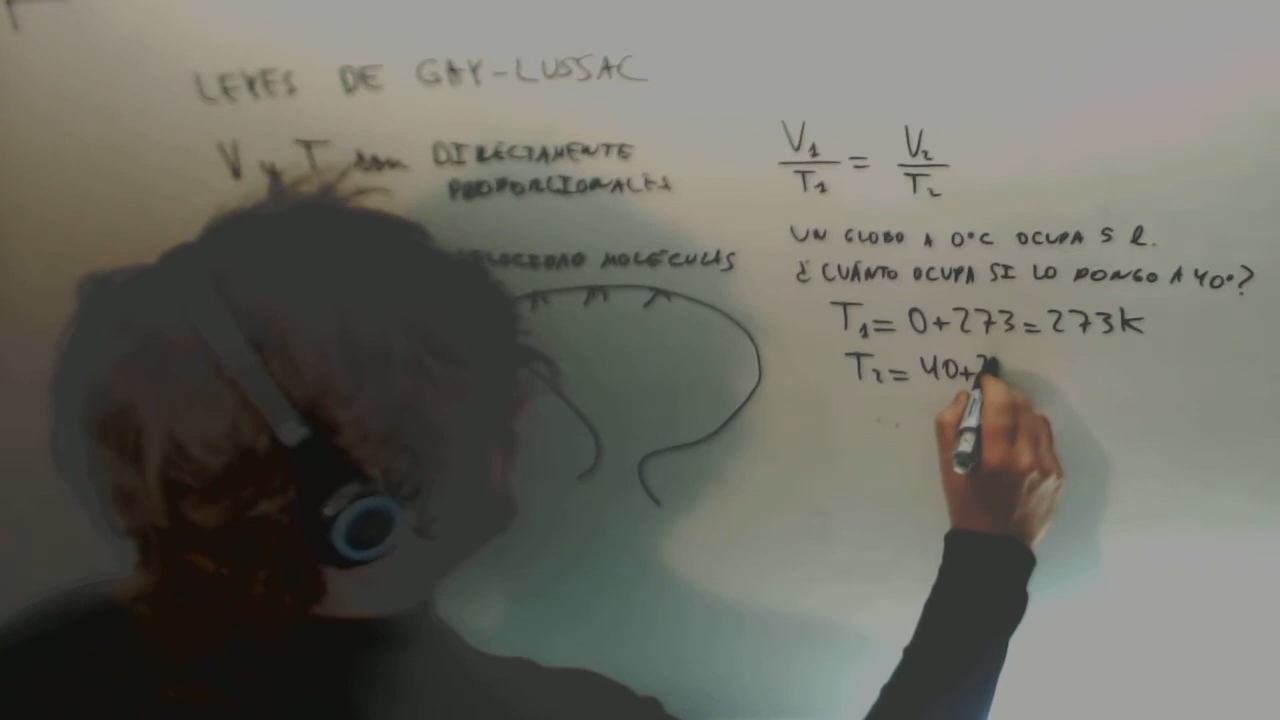 LEYES DE GAY-LUSSAC
V y T son DIRECTAMENTE
PROPORCIONALES
VELOCIDAD MOLÉCULAS
V₁/T₁ = V₂/T₂
UN GLOBO A 0°C OCUPA 5 l.
¿CUÁNTO OCUPA SI LO PONGO A 40°?
T₁= 0+273=273K
T₂= 40+2